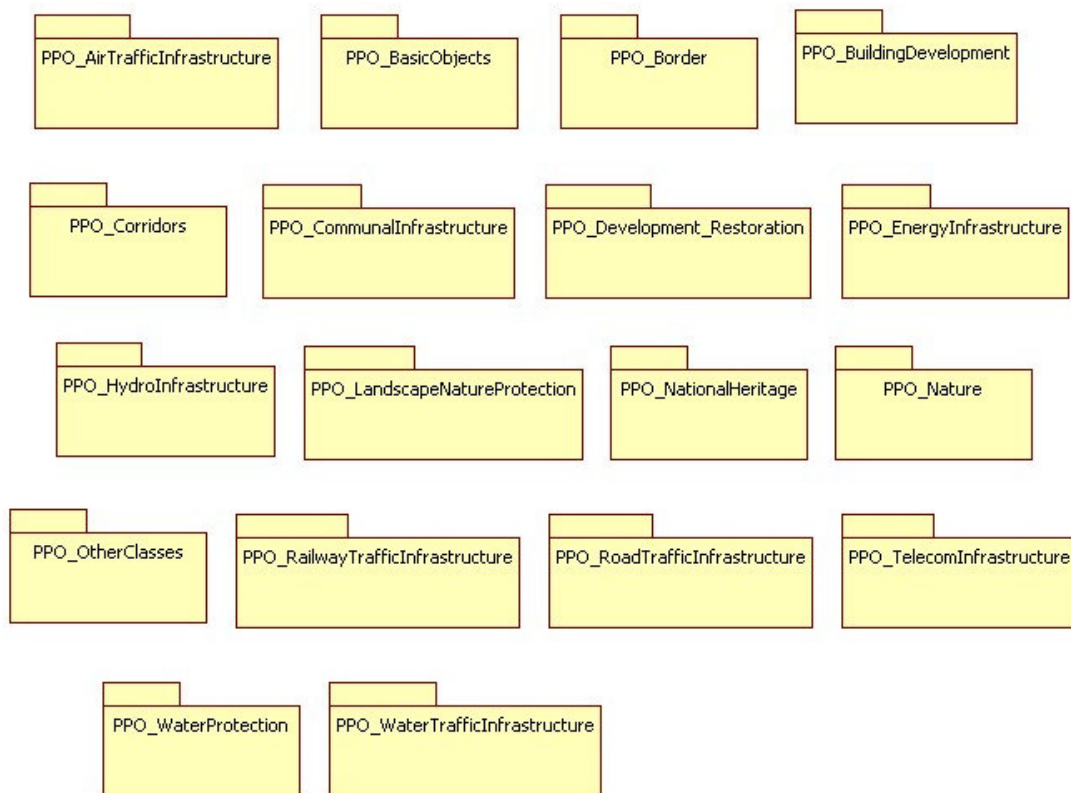 PPO_AirTrafficInfrastructure
PPO_BasicObjects
PPO_Border
PPO_BuildingDevelopment
PPO_Corridors
PPO_CommunalInfrastructure
PPO_Development_Restoration
PPO_EnergyInfrastructure
PPO_HydroInfrastructure
PPO_LandscapeNatureProtection
PPO_NationalHeritage
PPO_Nature
PPO_OtherClasses
PPO_RailwayTrafficInfrastructure
PPO_RoadTrafficInfrastructure
PPO_TelecomInfrastructure
PPO_WaterProtection
PPO_WaterTrafficInfrastructure